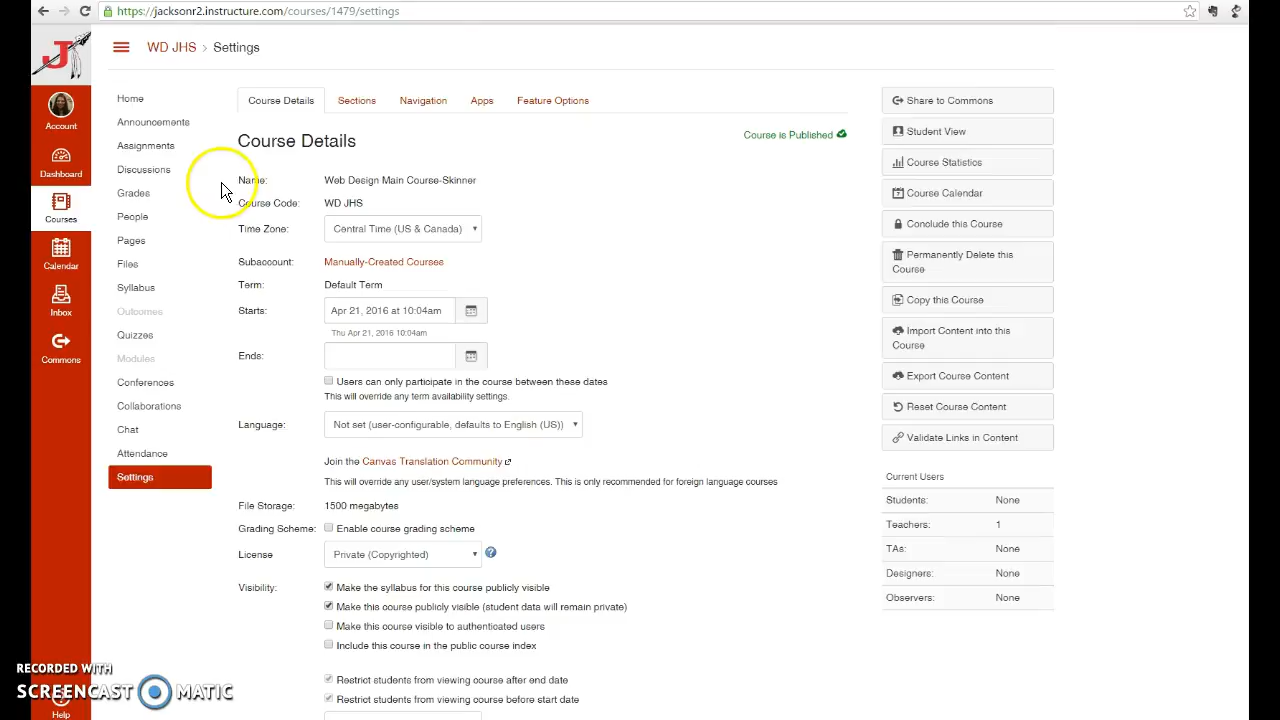 https://jacksonr2.instructure.com/courses/1479/settings
J
WD JHS > Settings
Account
Dashboard
Courses
Calendar
Inbox
Commons
Help
Home
Announcements
Assignments
Discussions
Grades
People
Pages
Files
Syllabus
Outcomes
Quizzes
Modules
Conferences
Collaborations
Chat
Attendance
Settings
Course Details Sections Navigation Apps Feature Options
Course Details
Course is Published
Name: Web Design Main Course-Skinner
Course Code: WD JHS
Time Zone: Central Time (US & Canada)
Subaccount: Manually-Created Courses
Term: Default Term
Starts: Apr 21, 2016 at 10:04am
Thu Apr 21, 2016 10:04am
Ends:
Users can only participate in the course between these dates
This will override any term availability settings.
Language: Not set (user-configurable, defaults to English (US))
Join the Canvas Translation Community
This will override any user/system language preferences. This is only recommended for foreign language courses
File Storage: 1500 megabytes
Grading Scheme: Enable course grading scheme
License Private (Copyrighted)
Visibility: Make the syllabus for this course publicly visible
Make this course publicly visible (student data will remain private)
Make this course visible to authenticated users
Include this course in the public course index
Restrict students from viewing course after end date
Restrict students from viewing course before start date
Share to Commons
Student View
Course Statistics
Course Calendar
Conclude this Course
Permanently Delete this
Course
Copy this Course
Import Content into this
Course
Export Course Content
Reset Course Content
Validate Links in Content
Current Users
Students: None
Teachers: 1
TAs: None
Designers: None
Observers: None
RECORDED WITH
SCREENCAST MATIC